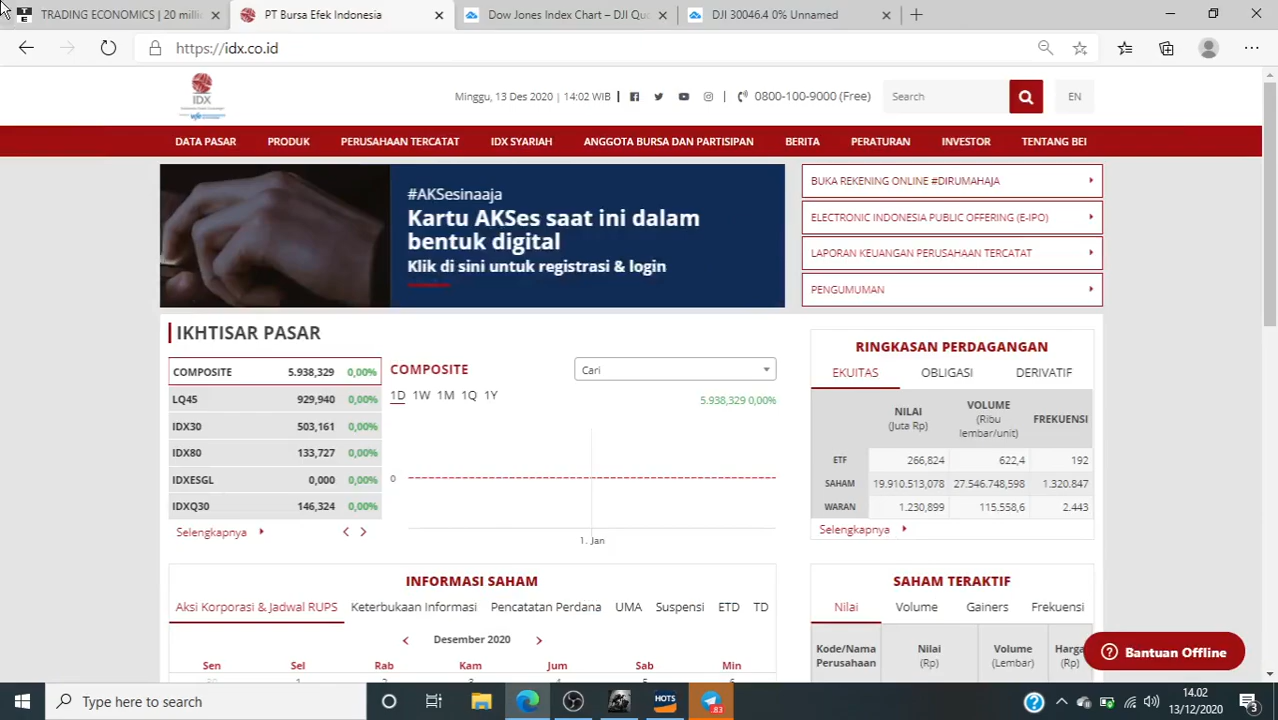 TRADING ECONOMICS | 20 milli
PT Bursa Efek Indonesia
Dow Jones Index Chart – DJI Quo
DJI 30046.4 0% Unnamed
https://idx.co.id
IDX
Minggu, 13 Des 2020 | 14:02 WIB
0800-100-9000 (Free)
Search
EN
DATA PASAR
PRODUK
PERUSAHAAN TERCATAT
IDX SYARIAH
ANGGOTA BURSA DAN PARTISIPAN
BERITA
PERATURAN
INVESTOR
TENTANG BEI
#AKSesinaaja
Kartu AKSes saat ini dalam
bentuk digital
Klik di sini untuk registrasi & login
BUKA REKENING ONLINE #DIRUMAHAJA
ELECTRONIC INDONESIA PUBLIC OFFERING (E-IPO)
LAPORAN KEUANGAN PERUSAHAAN TERCATAT
PENGUMUMAN
IKHTISAR PASAR
COMPOSITE 5.938,329 0,00%
LQ45 929,940 0,00%
IDX30 503,161 0,00%
IDX80 133,727 0,00%
IDXESGL 0,000 0,00%
IDXQ30 146,324 0,00%
Selengkapnya
COMPOSITE
Cari
1D 1W 1M 1Q 1Y
5.938,329 0,00%
0
1. Jan
RINGKASAN PERDAGANGAN
EKUITAS OBLIGASI DERIVATIF
NILAI
(Juta Rp)
VOLUME
(Ribu
lembar/unit)
FREKUENSI
ETF 266,824 622,4 192
SAHAM 19.910.513,078 27.546.748,598 1.320.847
WARAN 1.230,899 115.558,6 2.443
Selengkapnya
INFORMASI SAHAM
Aksi Korporasi & Jadwal RUPS Keterbukaan Informasi Pencatatan Perdana UMA Suspensi ETD TD
Desember 2020
Sen Sel Rab Kam Jum Sab Min
SAHAM TERAKTIF
Nilai Volume Gainers Frekuensi
Kode/Nama
Perusahaan
Nilai
(Rp)
Volume
(Lembar)
Harga
(Rp)
Bantuan Offline
Type here to search
HOTS
83
14.02
13/12/2020
3